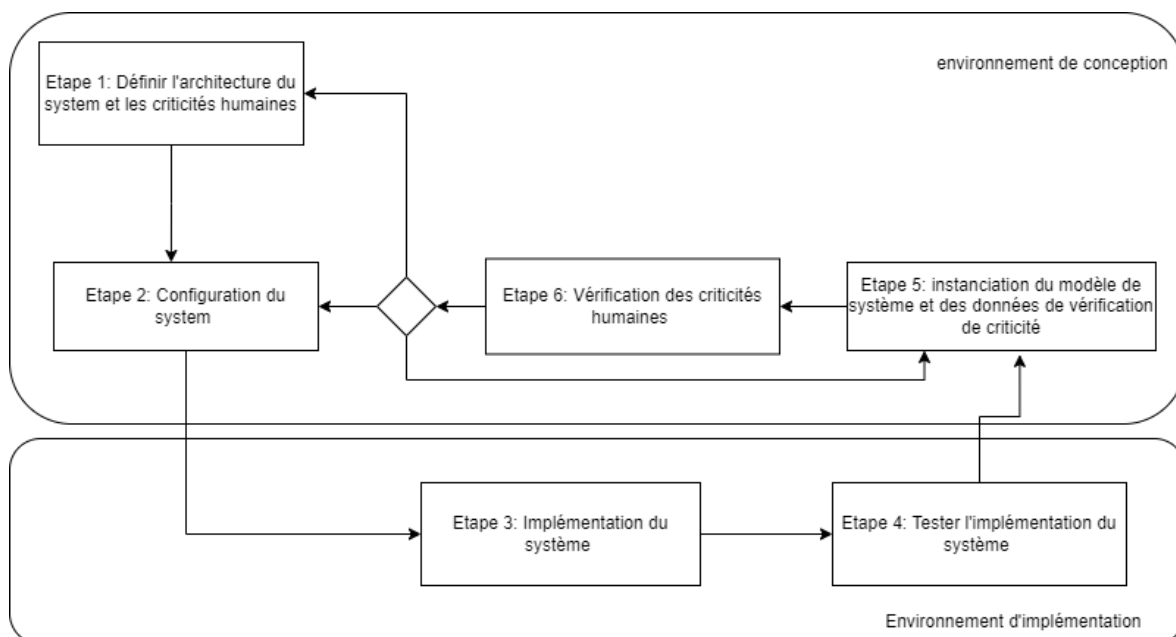 environnement de conception
Etape 1: Définir l'architecture du
system et les criticités humaines
Etape 2: Configuration du
system
Etape 6: Vérification des criticités
humaines
Etape 5: instanciation du modèle de
système et des données de vérification
de criticité
Etape 3: Implémentation du
système
Etape 4: Tester l'implémentation du
système
Environnement d'implémentation